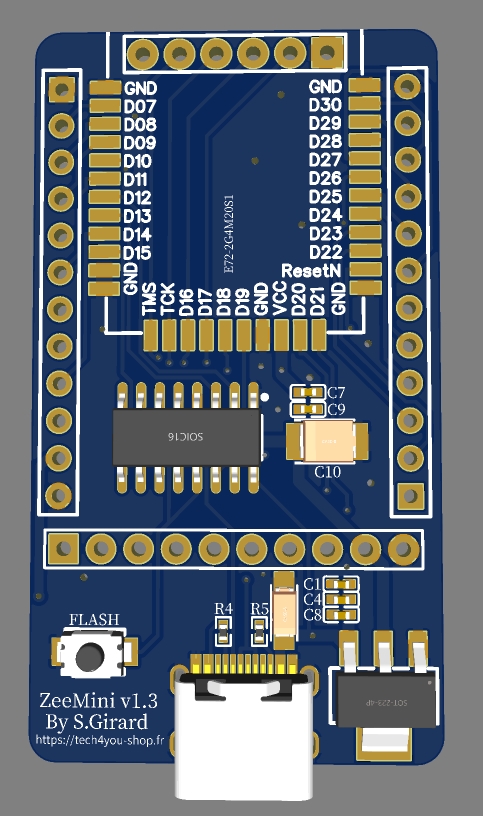 GND
D07
D08
D09
D10
D11
D12
D13
D14
D15
GND
GND
D30
D29
D28
D27
D26
D25
D24
D23
D22
ResetN
GND
E72-2G4M20S1
TMS
TCK
D16
D17
D18
D19
GND
VCC
D20
D21
C7
C9
SOIC16
C10
C1
C4
C8
R4
R5
FLASH
SOT-223-4P
ZeeMini v1.3
By S.Girard
https://tech4you-shop.fr